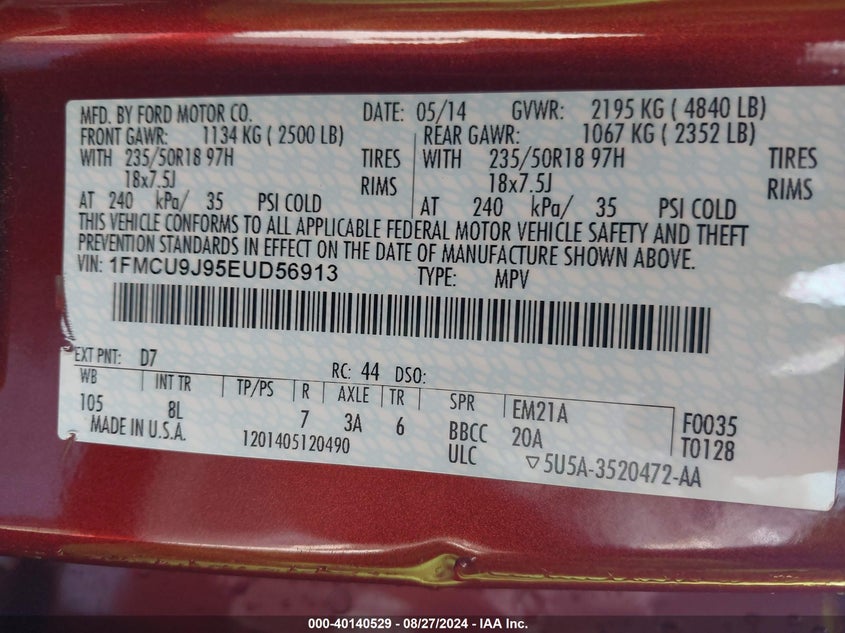 MFD. BY FORD MOTOR CO. DATE: 05/14 GVWR: 2195 KG ( 4840 LB)
FRONT GAWR: 1134 KG ( 2500 LB) REAR GAWR: 1067 KG ( 2352 LB)
WITH 235/50R18 97H TIRES WITH 235/50R18 97H TIRES
18x7.5J RIMS 18x7.5J RIMS
AT 240 kPa/ 35 PSI COLD AT 240 kPa/ 35 PSI COLD
THIS VEHICLE CONFORMS TO ALL APPLICABLE FEDERAL MOTOR VEHICLE SAFETY AND THEFT
PREVENTION STANDARDS IN EFFECT ON THE DATE OF MANUFACTURE SHOWN ABOVE.
VIN: 1FMCU9J95EUD56913 TYPE: MPV
EXT PNT: D7 RC: 44 DSO:
WB INT TR TP/PS R AXLE TR SPR EM21A F0035
105 8L 7 3A 6 BBCC 20A T0128
MADE IN U.S.A. 1201405120490 ULC ▽5U5A-3520472-AA
000-40140529 - 08/27/2024 - IAA Inc.